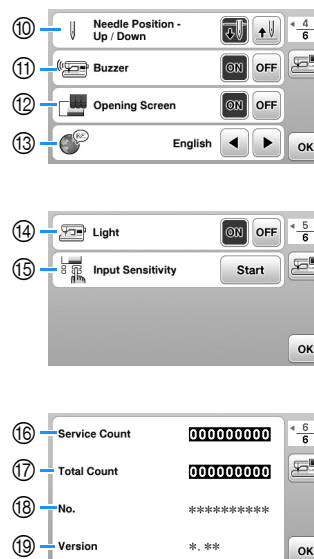 ⑩ Needle Position - Up / Down
4
6
⑪ Buzzer ON OFF
⑫ Opening Screen ON OFF
⑬ English
OK
⑭ Light ON OFF
5
6
⑮ Input Sensitivity Start
OK
⑯ Service Count 000000000
6
6
⑰ Total Count 000000000
⑱ No. **********
⑲ Version *.**
OK